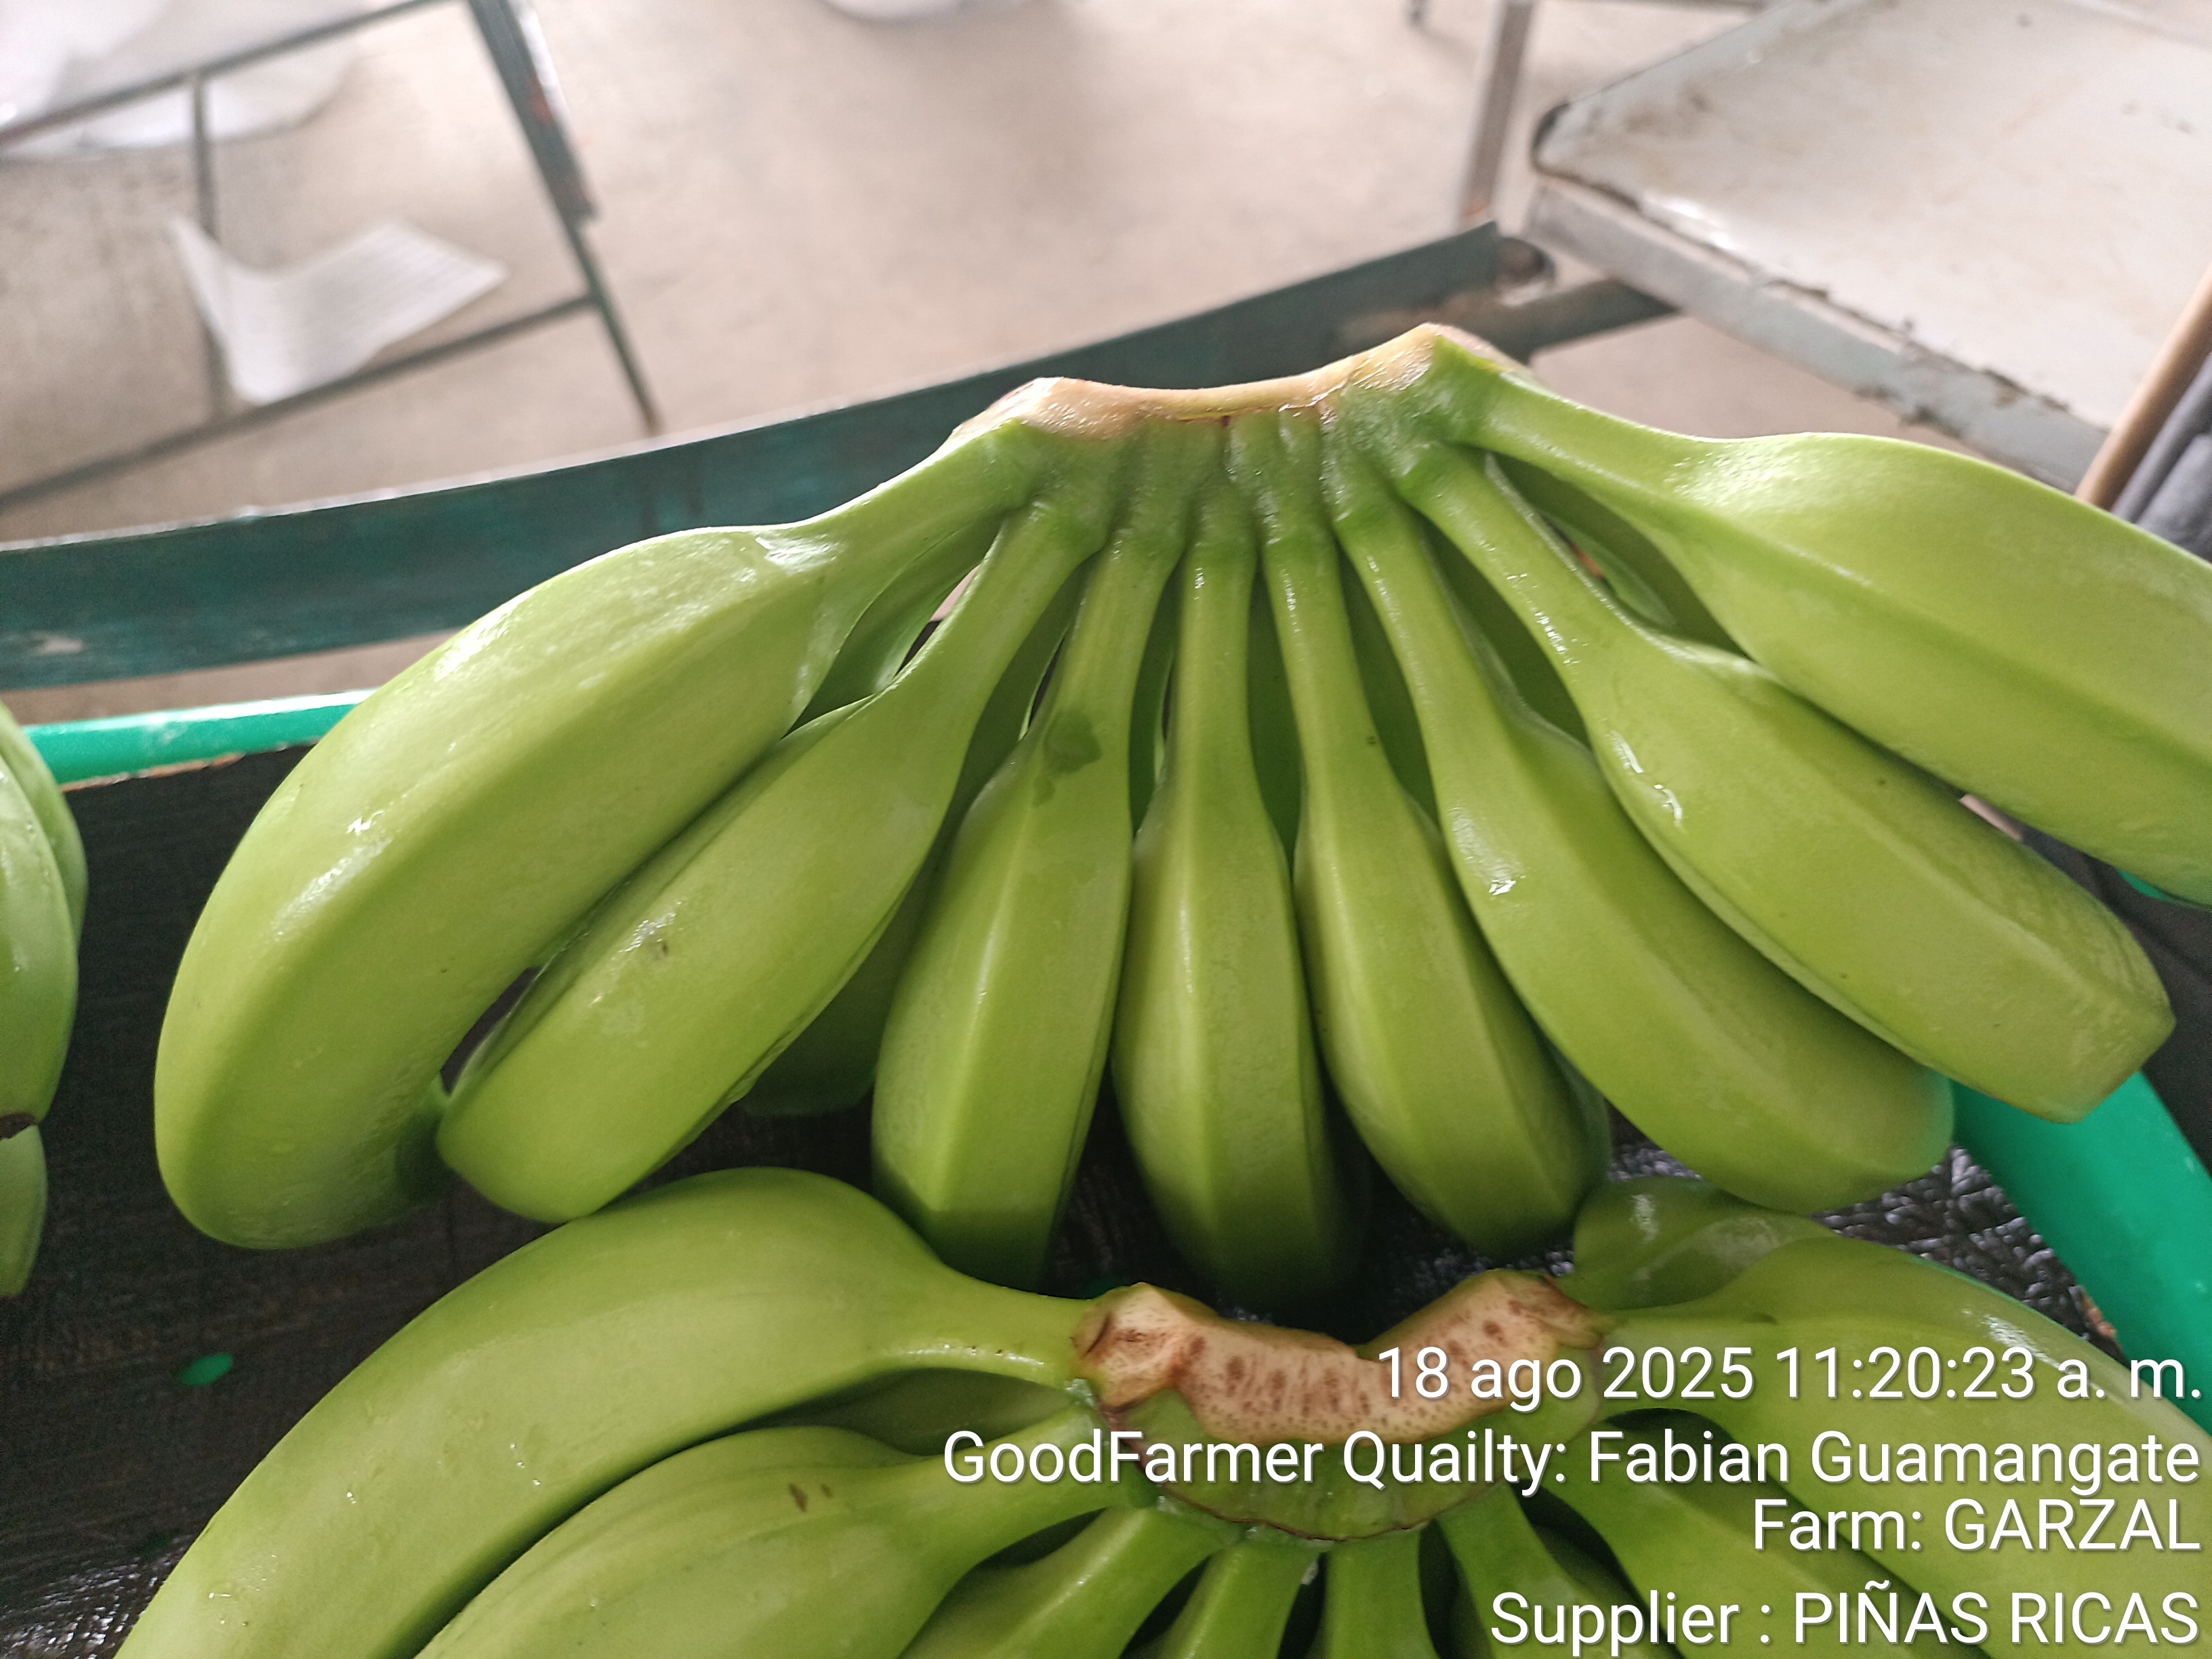 18 ago 2025 11:20:23 a. m.
GoodFarmer Quailty: Fabian Guamangate
Farm: GARZAL
Supplier : PIÑAS RICAS